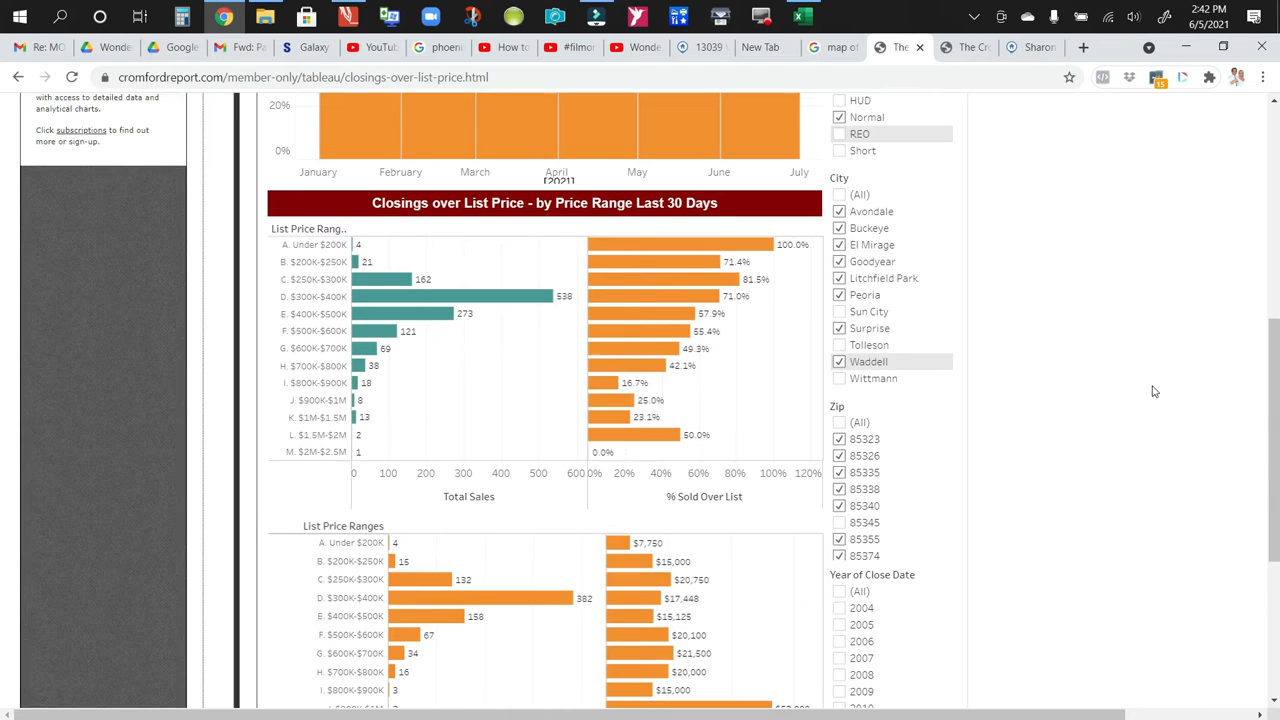 2:42 PM
6/5/2021
Re: MO
Wonde
Google
Fwd: Pa
Galaxy
YouTub
phoeni
How to
#filmor
Wonde
13039 \
New Tab
map of
The
The Cr
Sharon
cromfordreport.com/member-only/tableau/closings-over-list-price.html
15
with access to detailed data and
analytical charts.
Click subscriptions to find out
more or sign-up.
20%
0%
January February March April May June July
[2021]
Closings over List Price - by Price Range Last 30 Days
List Price Rang..
A. Under $200K 4 100.0%
B. $200K-$250K 21 71.4%
C. $250K-$300K 162 81.5%
D. $300K-$400K 538 71.0%
E. $400K-$500K 273 57.9%
F. $500K-$600K 121 55.4%
G. $600K-$700K 69 49.3%
H. $700K-$800K 38 42.1%
I. $800K-$900K 18 16.7%
J. $900K-$1M 8 25.0%
K. $1M-$1.5M 13 23.1%
L. $1.5M-$2M 2 50.0%
M. $2M-$2.5M 1 0.0%
0 100 200 300 400 500 600 0% 20% 40% 60% 80% 100% 120%
Total Sales % Sold Over List
List Price Ranges
A. Under $200K 4 $7,750
B. $200K-$250K 15 $15,000
C. $250K-$300K 132 $20,750
D. $300K-$400K 382 $17,448
E. $400K-$500K 158 $15,125
F. $500K-$600K 67 $20,100
G. $600K-$700K 34 $21,500
H. $700K-$800K 16 $20,000
I. $800K-$900K 3 $15,000
HUD
Normal
REO
Short
City
(All)
Avondale
Buckeye
El Mirage
Goodyear
Litchfield Park
Peoria
Sun City
Surprise
Tolleson
Waddell
Wittmann
Zip
(All)
85323
85326
85335
85338
85340
85345
85355
85374
Year of Close Date
(All)
2004
2005
2006
2007
2008
2009